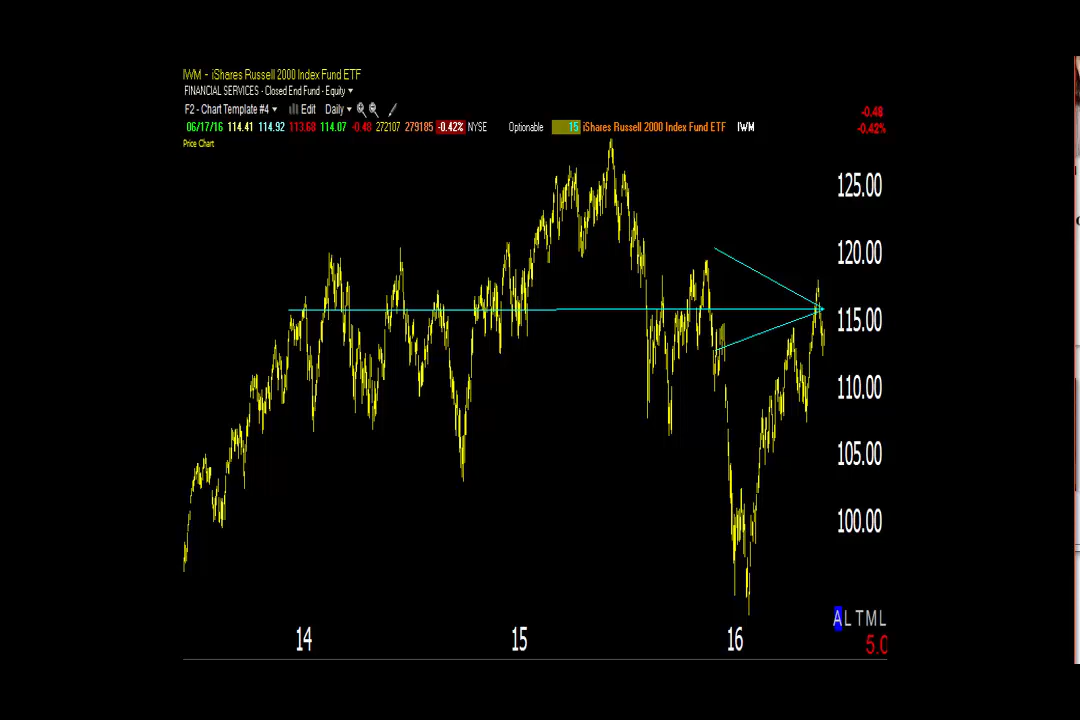 IWM - iShares Russell 2000 Index Fund ETF
FINANCIAL SERVICES - Closed End Fund - Equity
F2 - Chart Template #4 Edit Daily
-0.48
06/17/16 114.41 114.92 113.68 114.07 -0.48 272107 279185 -0.42% NYSE Optionable 15 iShares Russell 2000 Index Fund ETF IWM -0.42%
Price Chart
125.00
120.00
115.00
110.00
105.00
100.00
A L T M L
14 15 16 5.0